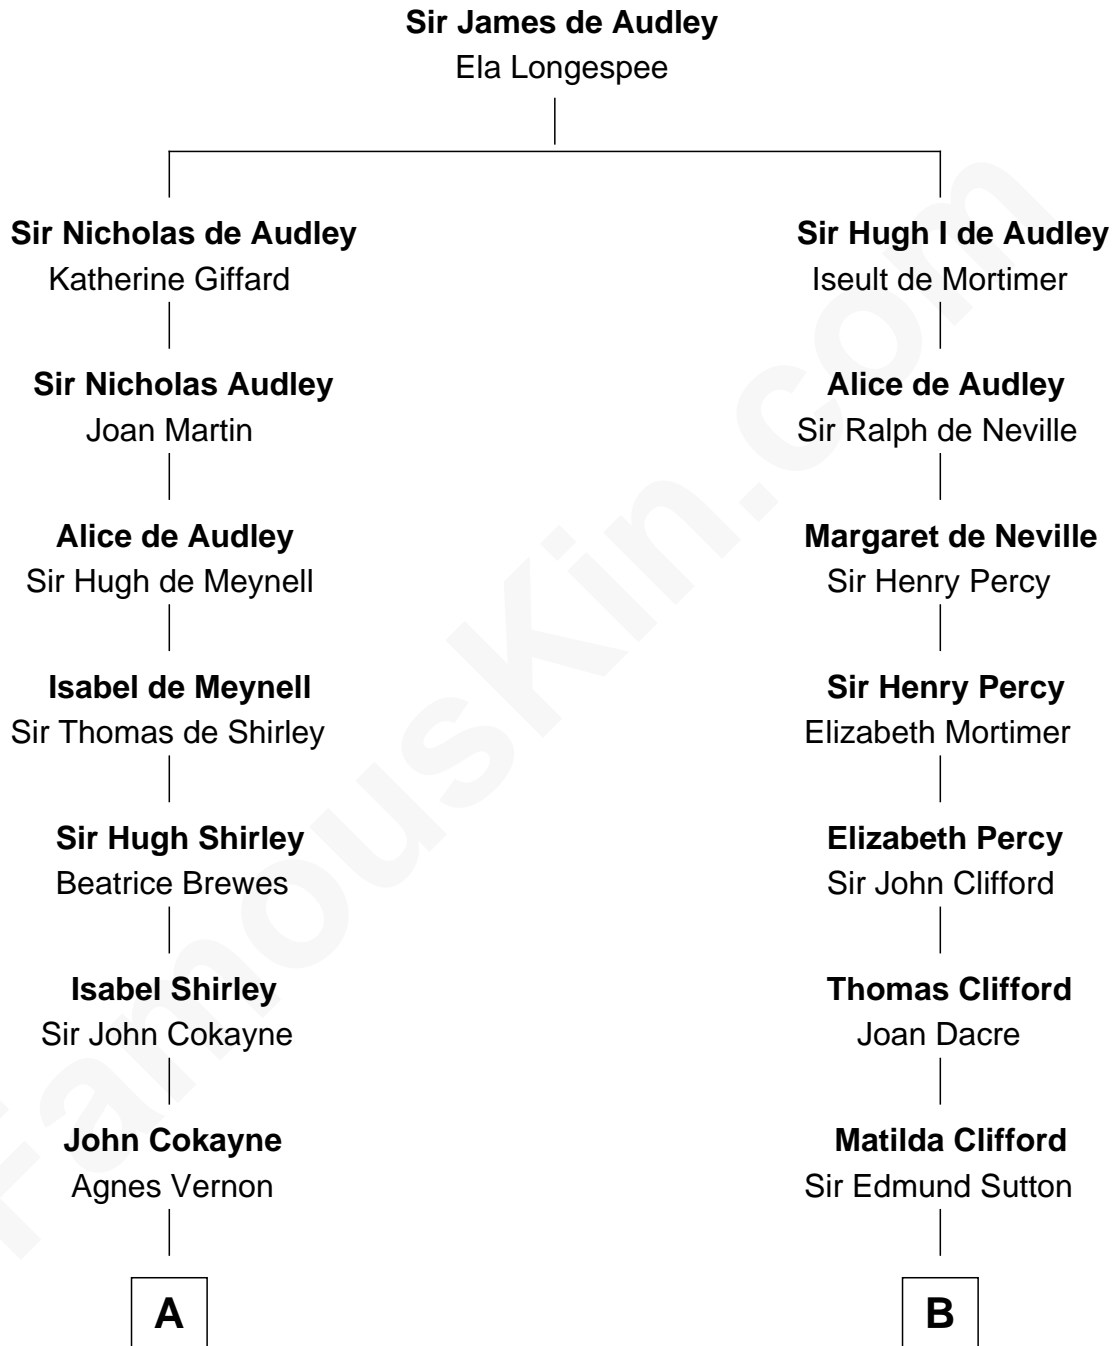 Sir James de Audley
Ela Longespee
Sir Nicholas de Audley
Katherine Giffard
Sir Hugh I de Audley
Iseult de Mortimer
Sir Nicholas Audley
Joan Martin
Alice de Audley
Sir Ralph de Neville
Alice de Audley
Sir Hugh de Meynell
Margaret de Neville
Sir Henry Percy
Isabel de Meynell
Sir Thomas de Shirley
Sir Henry Percy
Elizabeth Mortimer
Sir Hugh Shirley
Beatrice Brewes
Elizabeth Percy
Sir John Clifford
Isabel Shirley
Sir John Cokayne
Thomas Clifford
Joan Dacre
John Cokayne
Agnes Vernon
Matilda Clifford
Sir Edmund Sutton
A
B
FamousKin.com